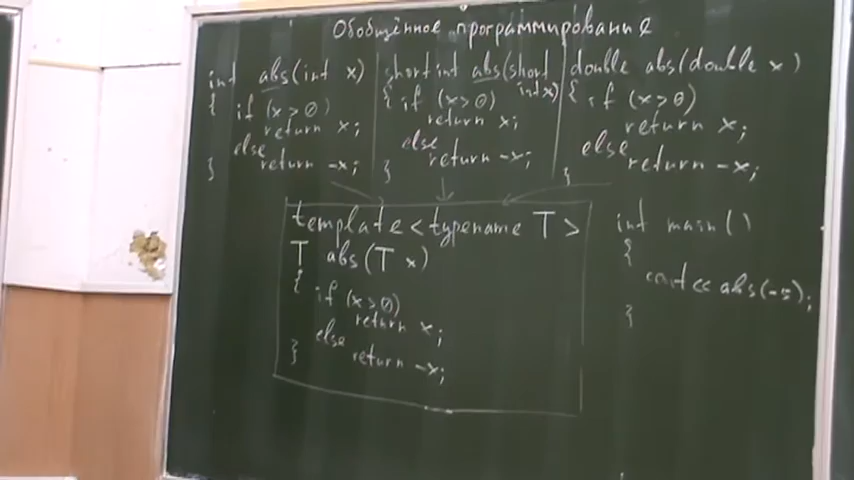 Обобщённое программирование
int abs(int x)
{ if (x>0)
return x;
else
return -x;
}
short int abs(short
int x)
{ if (x>0)
return x;
else
return -x;
}
double abs(double x)
{ if (x>0)
return x;
else
return -x;
}
template<typename T>
T abs(T x)
{ if (x>0)
return x;
else
return -x;
}
int main()
{
cout<< abs(-5);
}